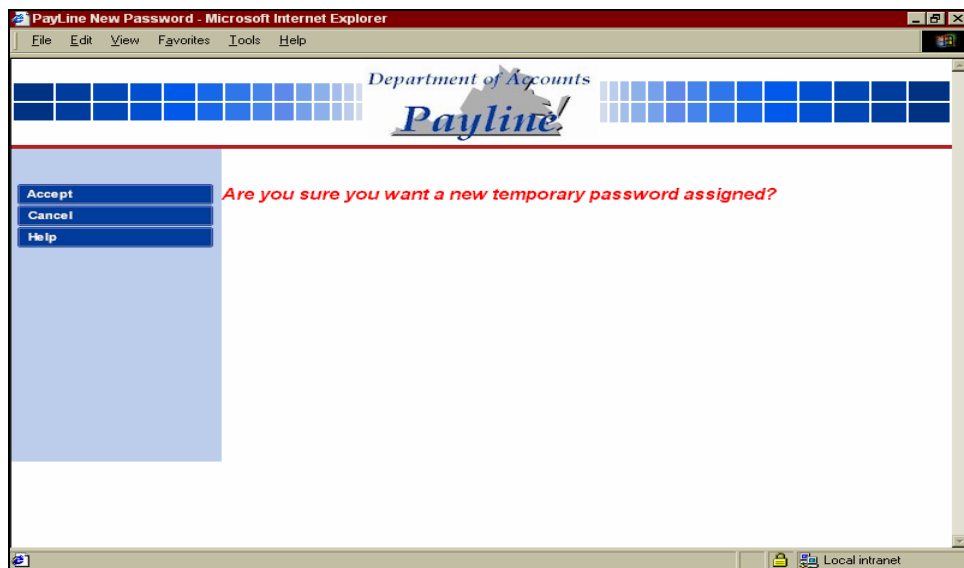 PayLine New Password - Microsoft Internet Explorer
File Edit View Favorites Tools Help
Department of Accounts
Payline!
Accept
Cancel
Help
Are you sure you want a new temporary password assigned?
Local intranet